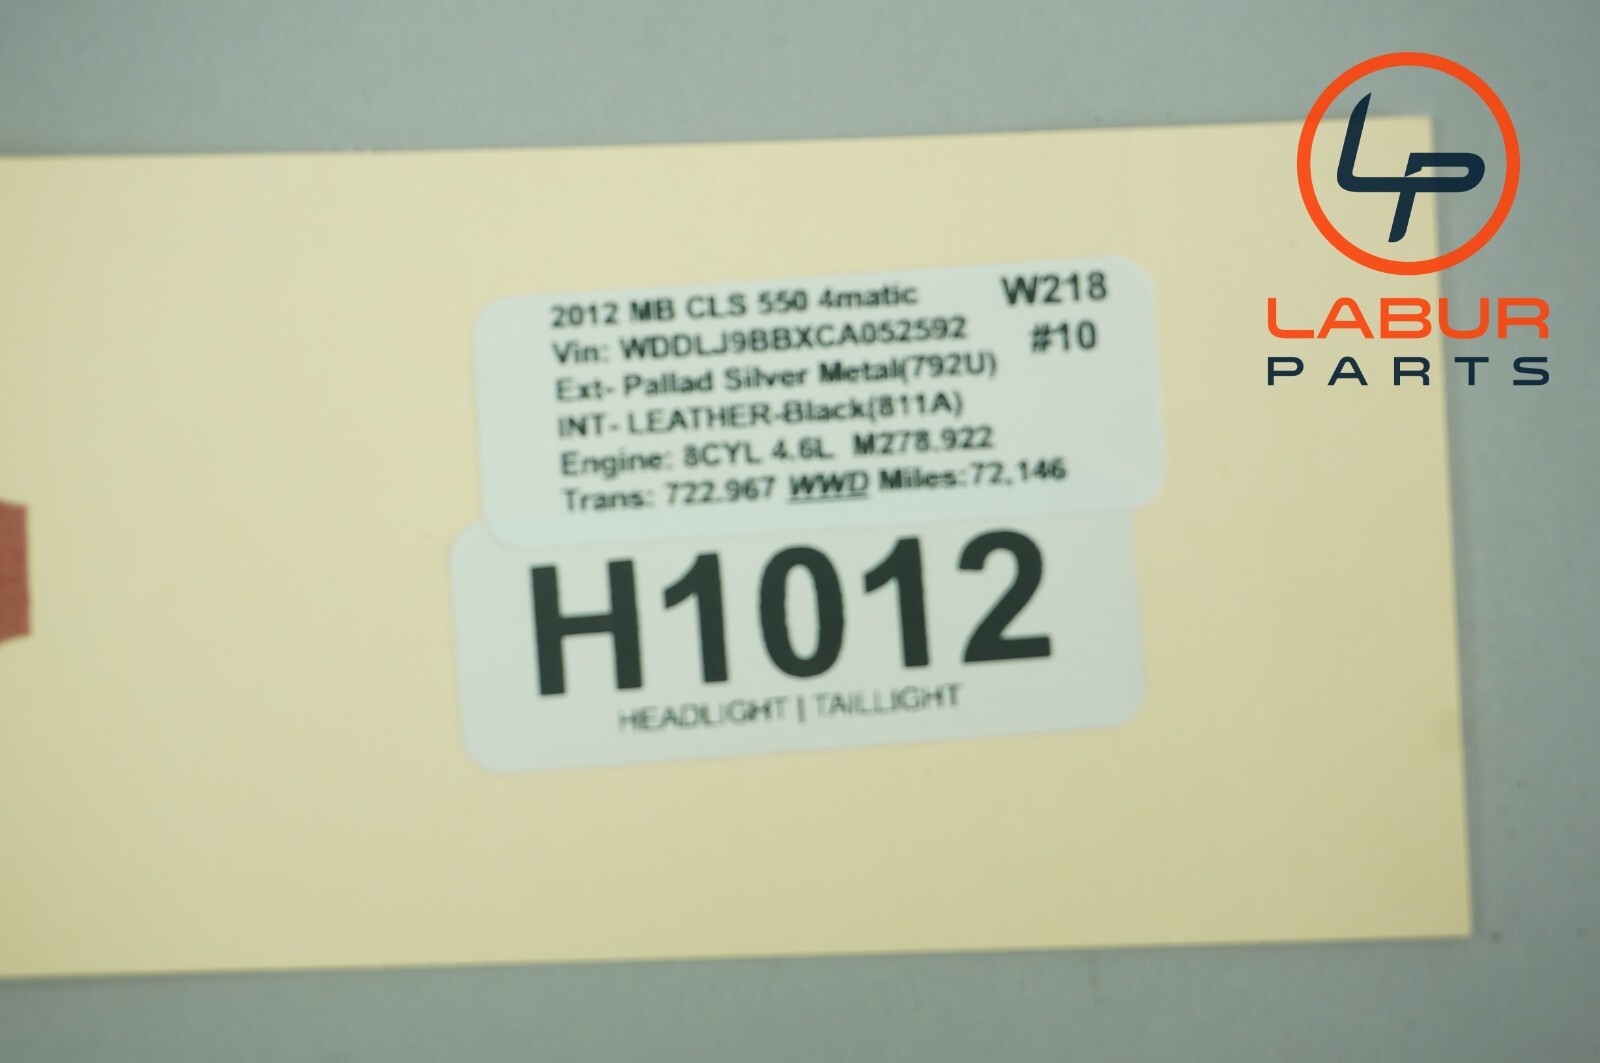 2012 MB CLS 550 4matic W218
Vin: WDDLJ9BBXCA052592 #10
Ext- Pallad Silver Metal(792U)
INT- LEATHER-Black(811A)
Engine: 8CYL 4.6L M278.922
Trans: 722.967 WWD Miles:72,146
H1012
HEADLIGHT | TAILLIGHT
LP
LABUR
PARTS